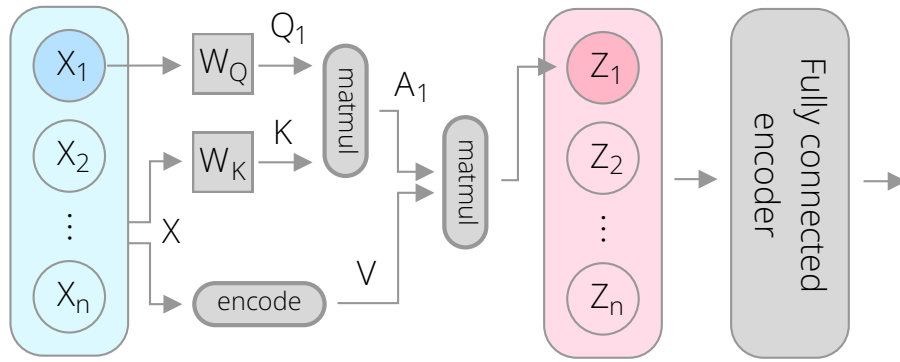 X1
X2
⋮
Xn
X
WQ
WK
encode
Q1
K
V
matmul
A1
matmul
Z1
Z2
⋮
Zn
Fully connected
encoder